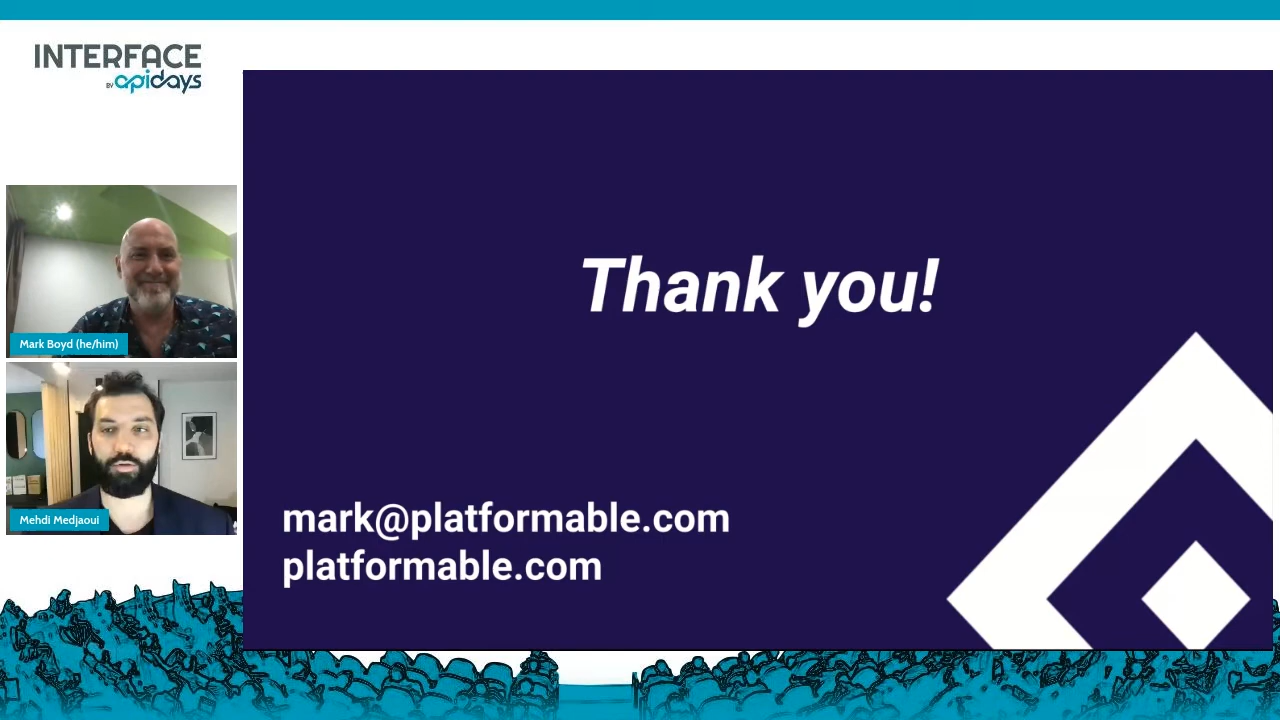 INTERFACE
BY apidays
Mark Boyd (he/him)
Mehdi Medjaoui
Thank you!
mark@platformable.com
platformable.com